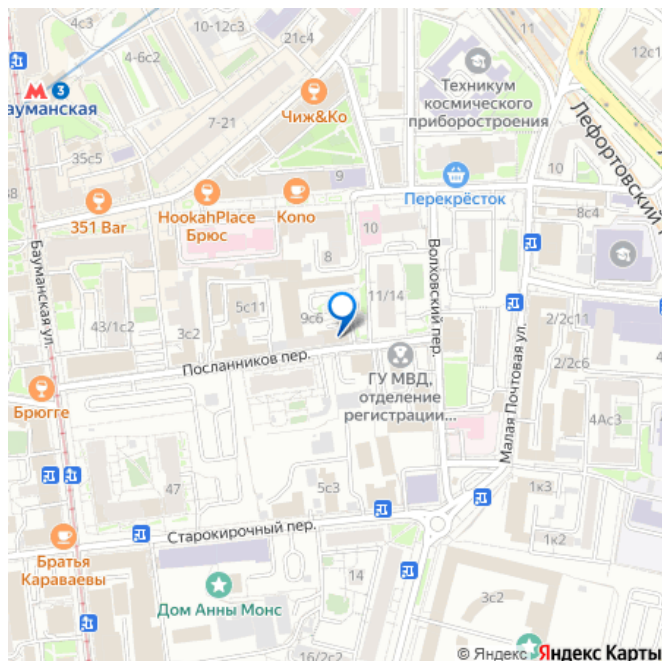 10-12с3
21с4
11
12с1
4-6с2
3
ауманская
Чиж&Ко
Техникум
космического
приборостроения
7-21
Лефортовский
35с5
9
10
38
Перекрёсток
351 Bar
HookahPlace
Брюс
Kono
8с4
10
Бауманская ул.
8
Волховский пер.
5с11
11/14
9с6
43/1с2
3с2
2/2с11
Посланников пер.
Малая Почтовая ул.
2/2с6
Брюгге
ГУ МВД,
отделение
регистрации...
4Ас3
47
5с3
1к3
Старокирочный пер.
1к2
Братья
Караваевы
14
Дом Анны Монс
3с2
16/2с2
© Яндекс
Яндекс Карты